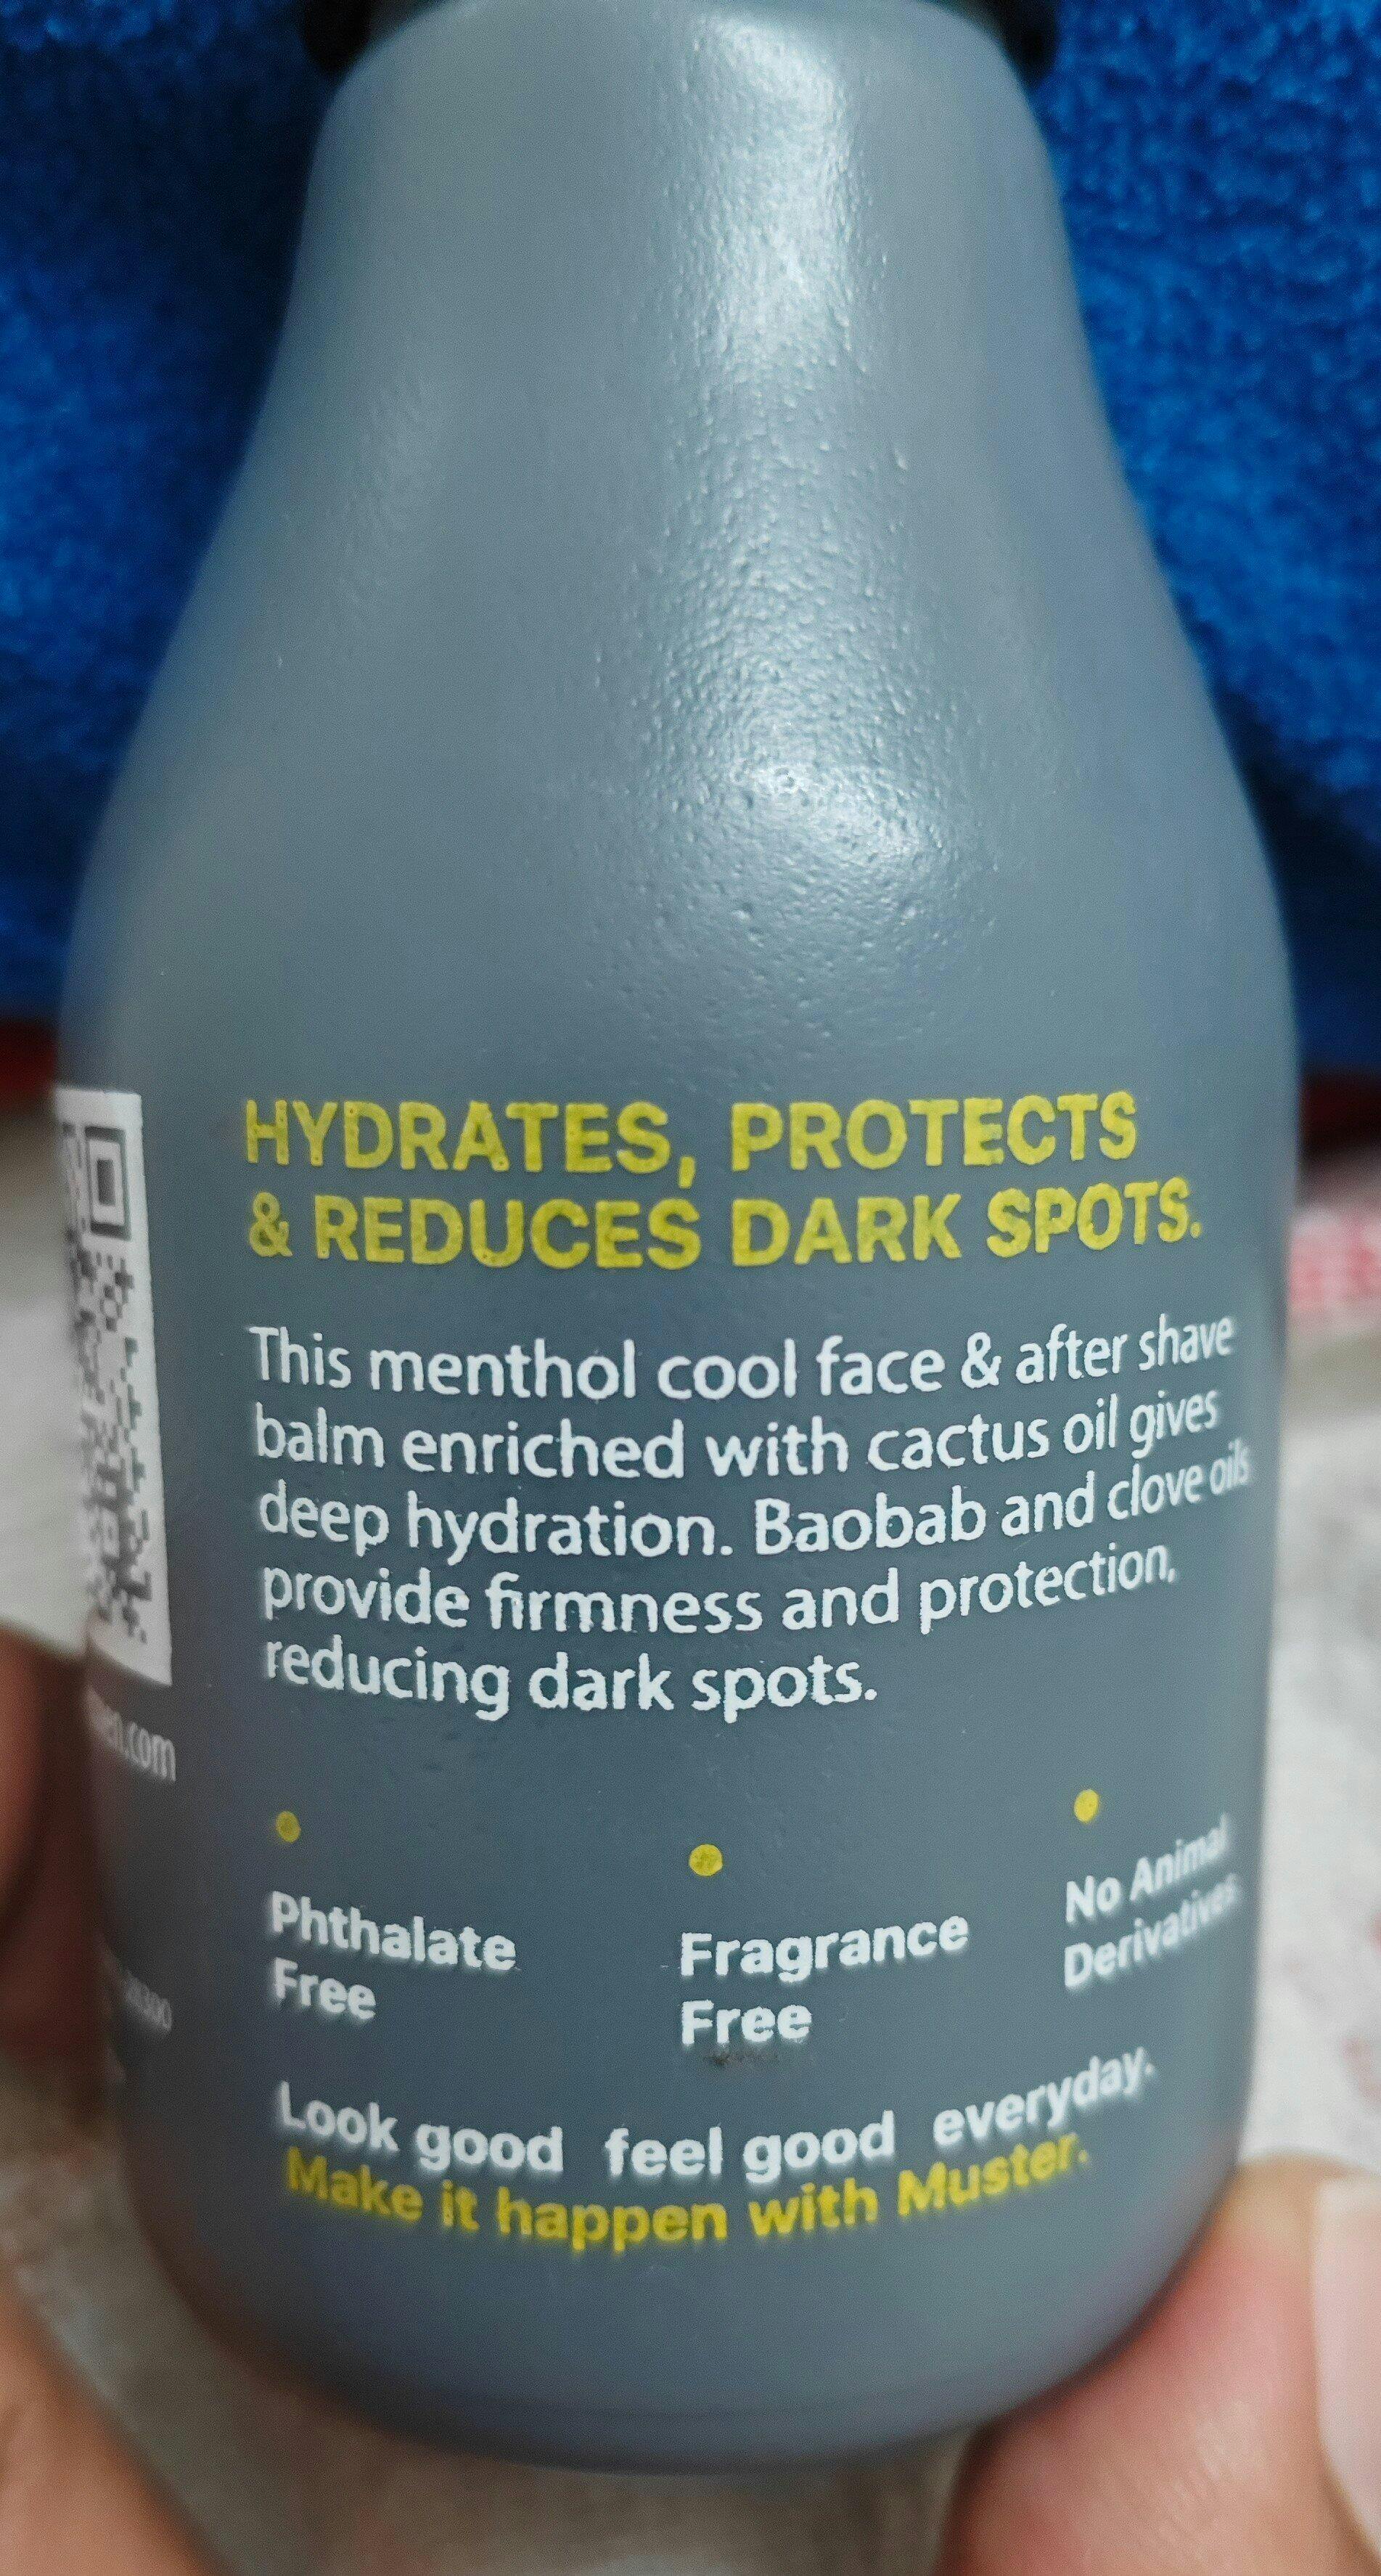 HYDRATES, PROTECTS
& REDUCES DARK SPOTS.
This menthol cool face & after shave
balm enriched with cactus oil gives
deep hydration. Baobab and clove oils
provide firmness and protection,
reducing dark spots.
Phthalate
Free
Fragrance
Free
No Animal
Derivatives
Look good feel good everyday.
Make it happen with Muster.